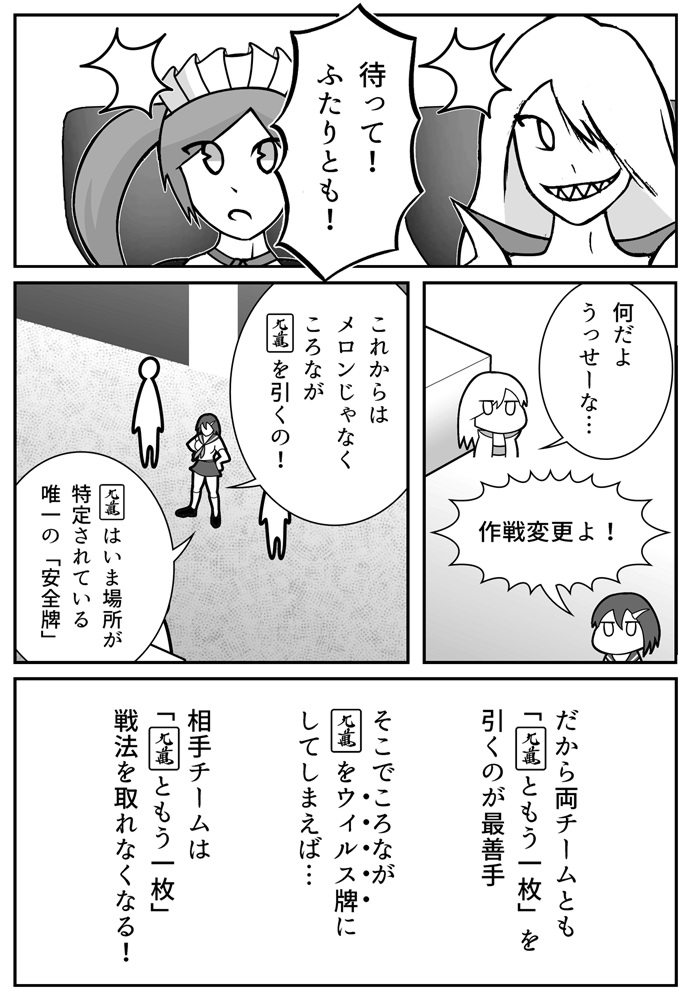 待って！
ふたりとも！
何だよ
うっせーな…
作戦変更よ！
これからは
メロンじゃなく
ころなが
九萬を引くの！
九萬はいま場所が
特定されている
唯一の「安全牌」
だから両チームとも
「九萬ともう一枚」を
引くのが最善手
そこでころなが
九萬をウィルス牌に
してしまえば…
相手チームは
「九萬ともう一枚」
戦法を取れなくなる！